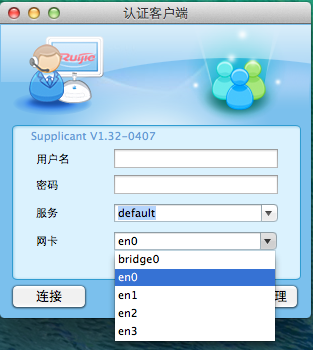 认证客户端
Ruijie
Supplicant V1.32-0407
用户名
密码
服务 default
网卡 en0
bridge0
en0
en1
en2
en3
连接 理